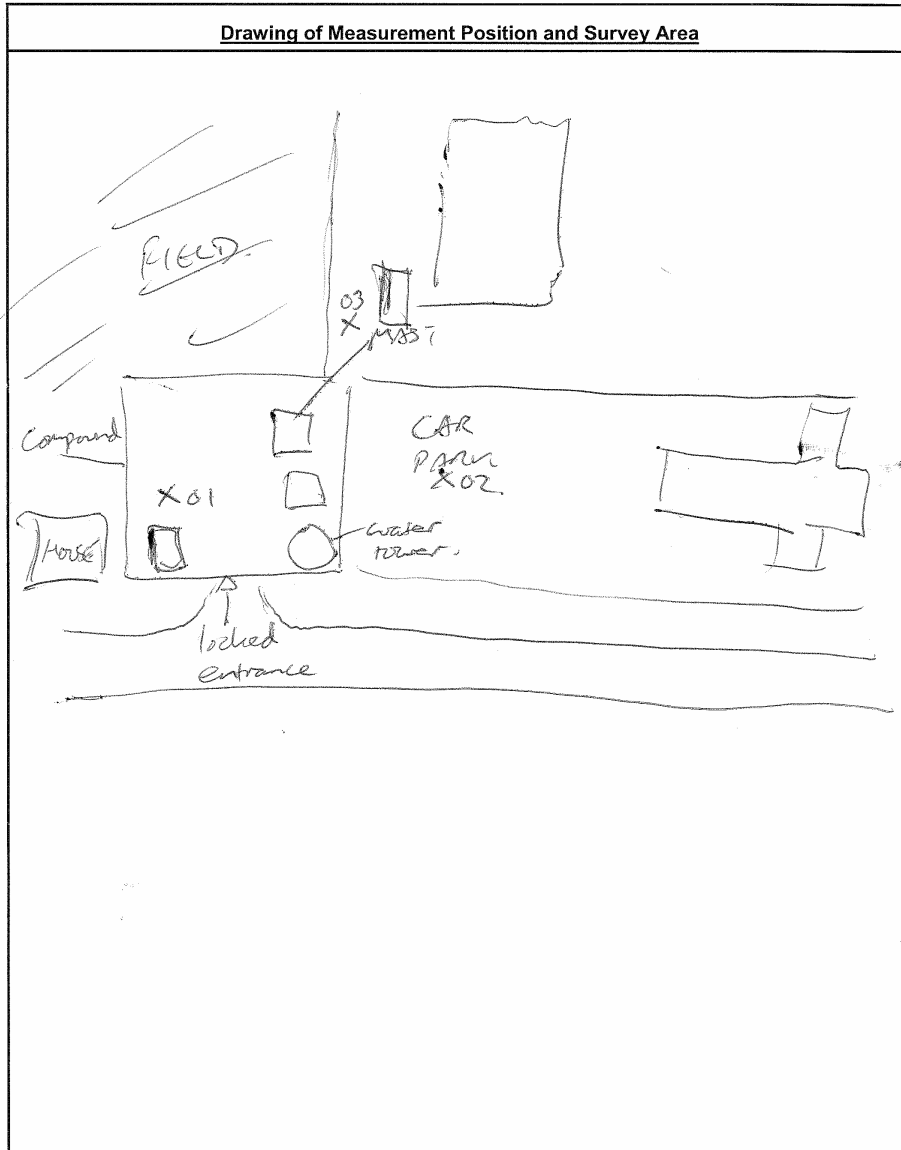 Drawing of Measurement Position and Survey Area
FIELD
03
X
MAST
Compound
CAR
PARK
X02
X01
HOUSE
water
tower.
locked
entrance